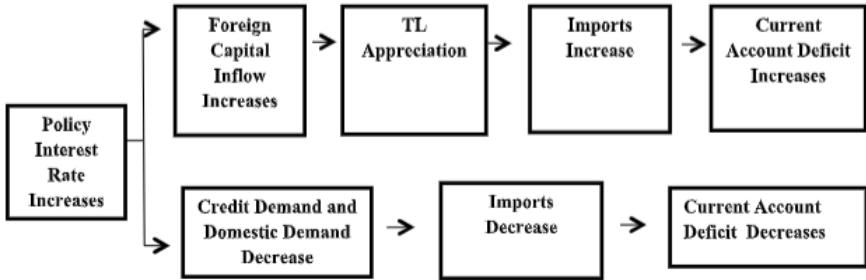 Policy
Interest
Rate
Increases
Foreign
Capital
Inflow
Increases
TL
Appreciation
Imports
Increase
Current
Account Deficit
Increases
Credit Demand and
Domestic Demand
Decrease
Imports
Decrease
Current Account
Deficit Decreases